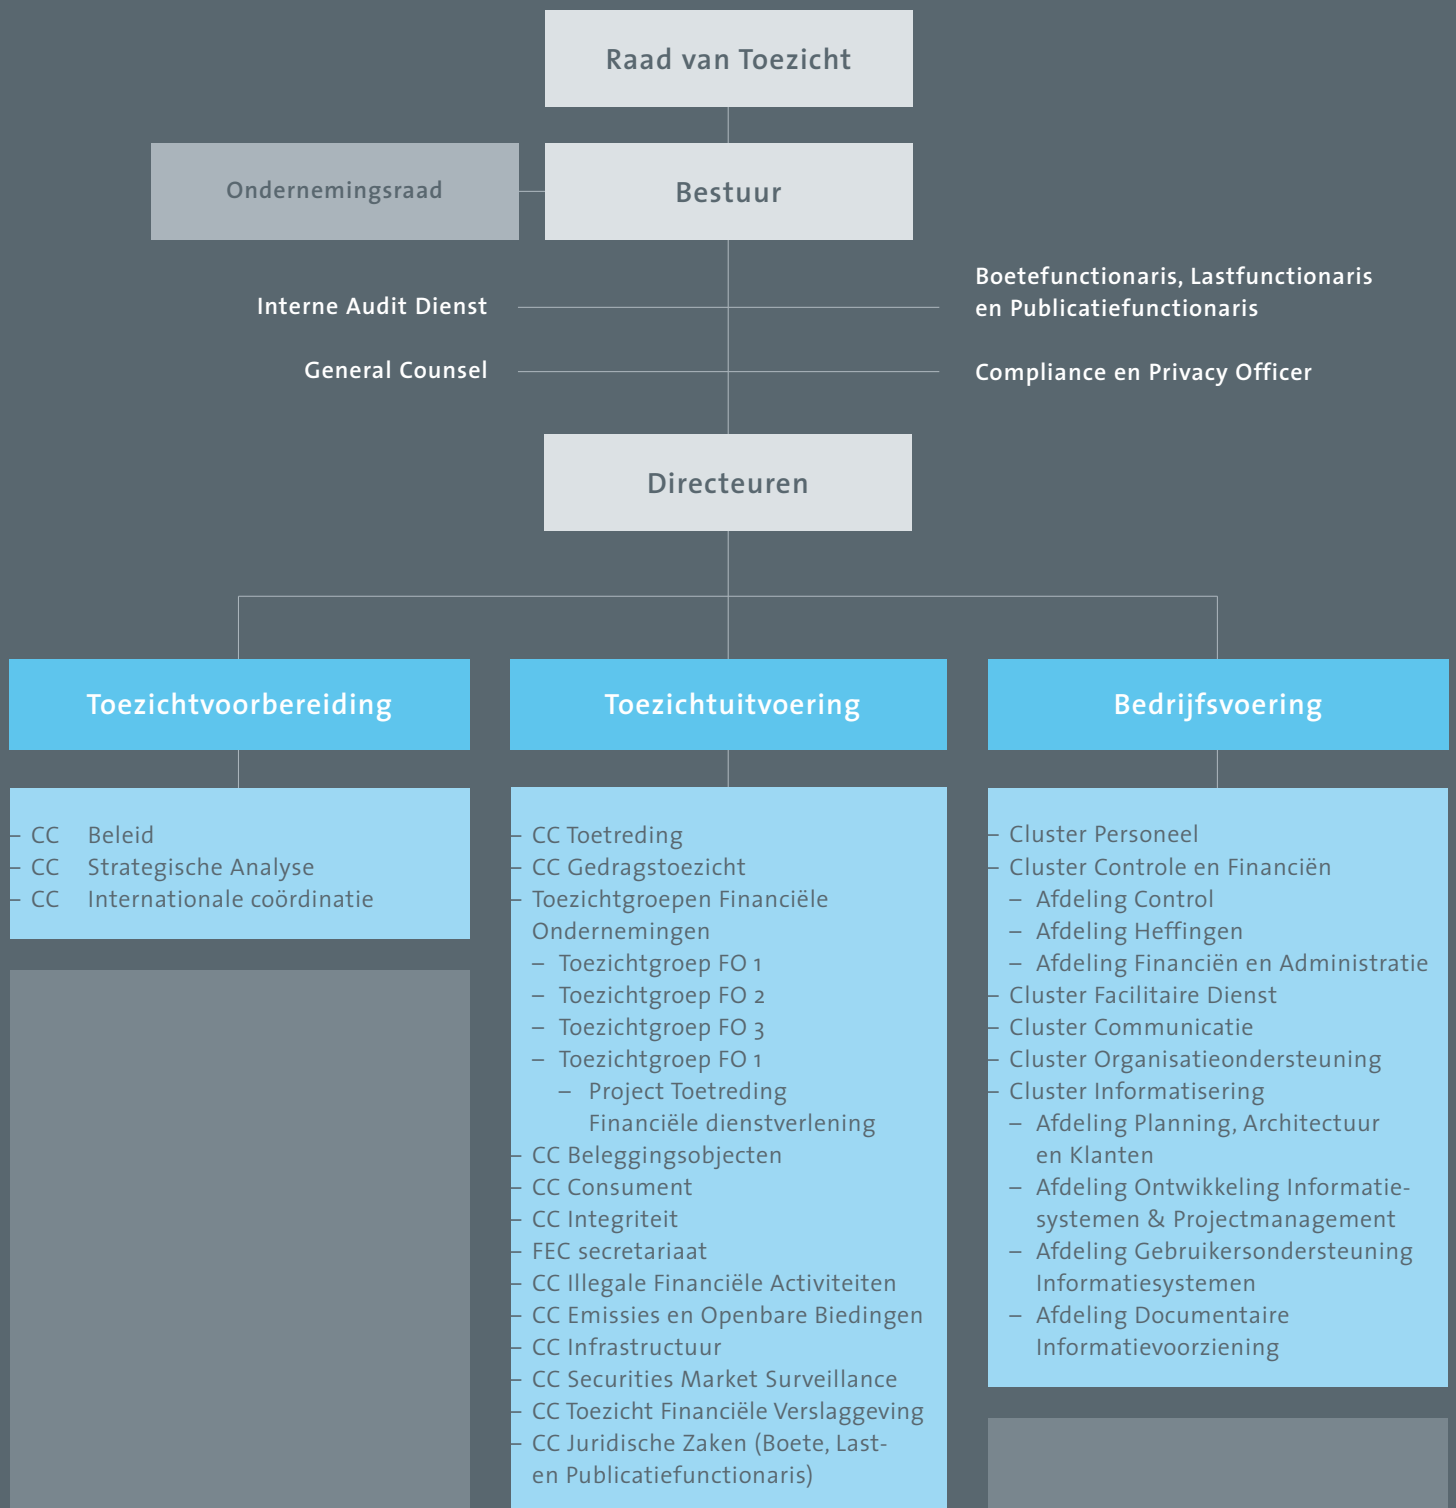 Raad van Toezicht
Ondernemingsraad
Bestuur
Interne Audit Dienst
Boetefunctionaris, Lastfunctionaris
en Publicatiefunctionaris
General Counsel
Compliance en Privacy Officer
Directeuren
Toezichtvoorbereiding
– CC Beleid
– CC Strategische Analyse
– CC Internationale coördinatie
Toezichtuitvoering
– CC Toetreding
– CC Gedragstoezicht
– Toezichtgroepen Financiële
Ondernemingen
– Toezichtgroep FO 1
– Toezichtgroep FO 2
– Toezichtgroep FO 3
– Toezichtgroep FO 1
– Project Toetreding
Financiële dienstverlening
– CC Beleggingsobjecten
– CC Consument
– CC Integriteit
– FEC secretariaat
– CC Illegale Financiële Activiteiten
– CC Emissies en Openbare Biedingen
– CC Infrastructuur
– CC Securities Market Surveillance
– CC Toezicht Financiële Verslaggeving
– CC Juridische Zaken (Boete, Last-
en Publicatiefunctionaris)
Bedrijfsvoering
– Cluster Personeel
– Cluster Controle en Financiën
– Afdeling Control
– Afdeling Heffingen
– Afdeling Financiën en Administratie
– Cluster Facilitaire Dienst
– Cluster Communicatie
– Cluster Organisatieondersteuning
– Cluster Informatisering
– Afdeling Planning, Architectuur
en Klanten
– Afdeling Ontwikkeling Informatie-
systemen & Projectmanagement
– Afdeling Gebruikersondersteuning
Informatiesystemen
– Afdeling Documentaire
Informatievoorziening